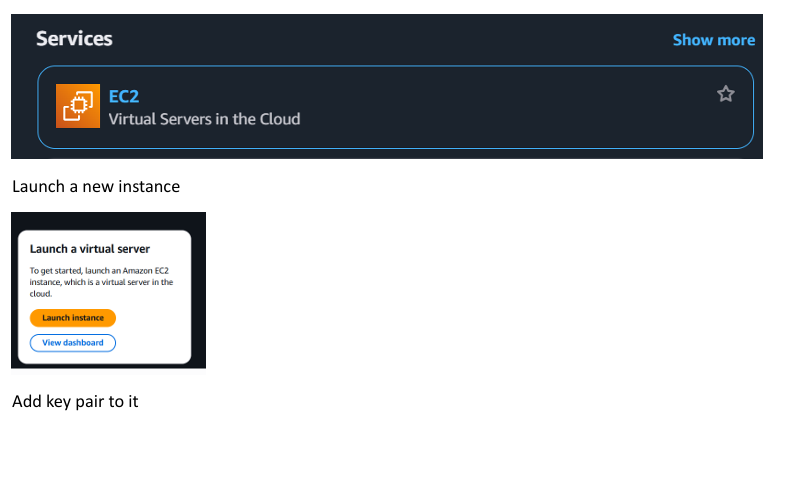 Services
Show more
EC2
Virtual Servers in the Cloud
Launch a new instance
Launch a virtual server
To get started, launch an Amazon EC2
instance, which is a virtual server in the
cloud.
Launch instance
View dashboard
Add key pair to it